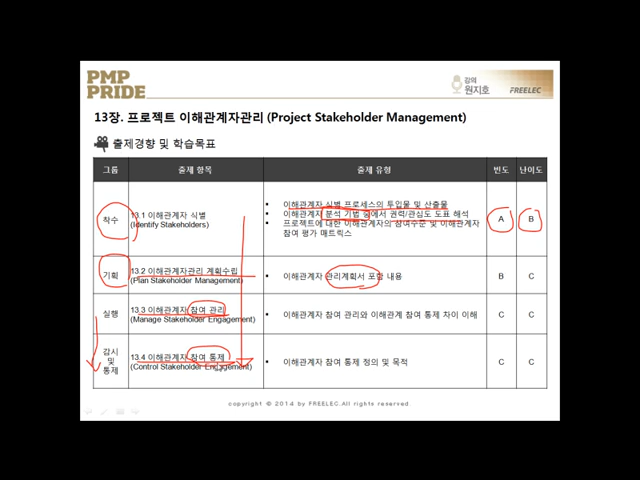 PMP
PRIDE
강의
원지호
FREELEC
13장. 프로젝트 이해관계자관리 (Project Stakeholder Management)
출제경향 및 학습목표
그룹 출제 항목 출제 유형 빈도 난이도
착수
13.1 이해관계자 식별
(Identify Stakeholders)
• 이해관계자 식별 프로세스의 투입물 및 산출물
• 이해관계자 분석 기법 중에서 권력/관심도 도표 해석
• 프로젝트에 대한 이해관계자의 참여수준 및 이해관계자
참여 평가 매트릭스
A B
기획
13.2 이해관계자관리 계획수립
(Plan Stakeholder Management)
• 이해관계자 관리계획서 포함 내용
B C
실행
13.3 이해관계자 참여 관리
(Manage Stakeholder Engagement)
• 이해관계자 참여 관리와 이해관계 참여 통제 차이 이해
C C
감시
및
통제
13.4 이해관계자 참여 통제
(Control Stakeholder Engagement)
• 이해관계자 참여 통제 정의 및 목적
C C
copyright © 2014 by FREELEC.All rights reserved